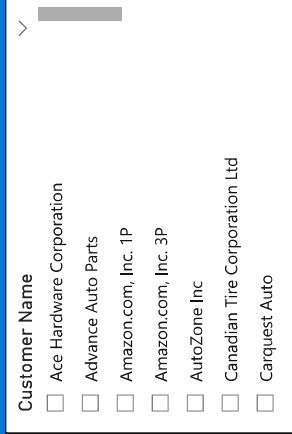 Customer Name
Ace Hardware Corporation
Advance Auto Parts
Amazon.com, Inc. 1P
Amazon.com, Inc. 3P
AutoZone Inc
Canadian Tire Corporation Ltd
Carquest Auto